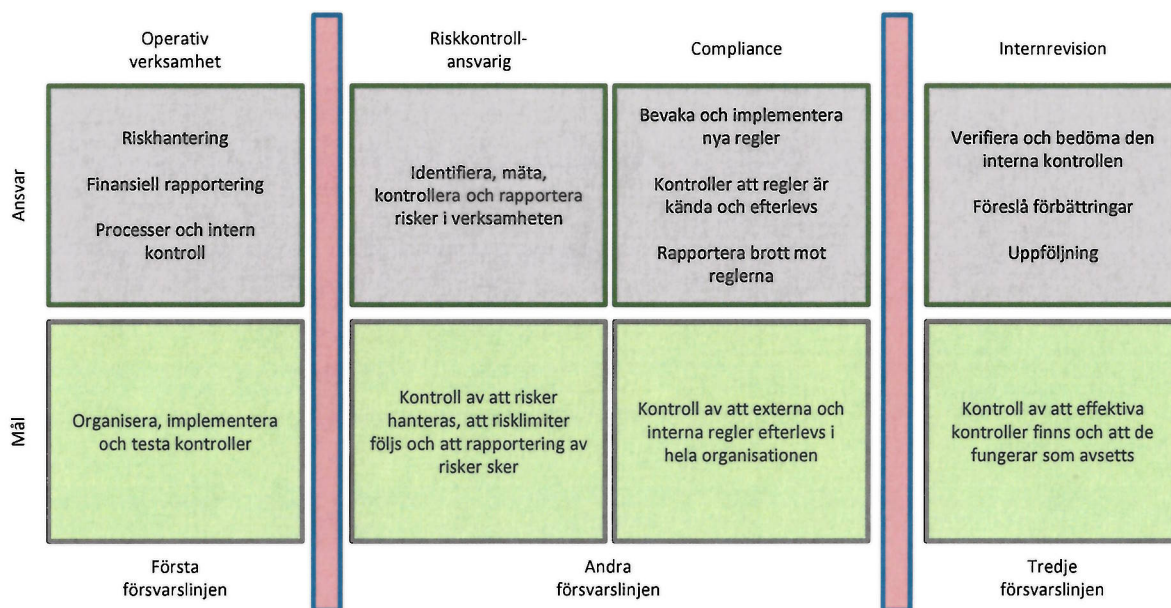 Operativ
verksamhet
Riskkontroll-
ansvarig
Compliance
Internrevision
Ansvar
Riskhantering
Finansiell rapportering
Processer och intern
kontroll
Identifiera, mäta,
kontrollera och rapportera
risker i verksamheten
Bevaka och implementera
nya regler
Kontroller att regler är
kända och efterlevs
Rapportera brott mot
reglerna
Verifiera och bedöma den
interna kontrollen
Föreslå förbättringar
Uppföljning
Mål
Organisera, implementera
och testa kontroller
Kontroll av att risker
hanteras, att risklimiter
följs och att rapportering av
risker sker
Kontroll av att externa och
interna regler efterlevs i
hela organisationen
Kontroll av att effektiva
kontroller finns och att de
fungerar som avsetts
Första
försvarslinjen
Andra
försvarslinjen
Tredje
försvarslinjen